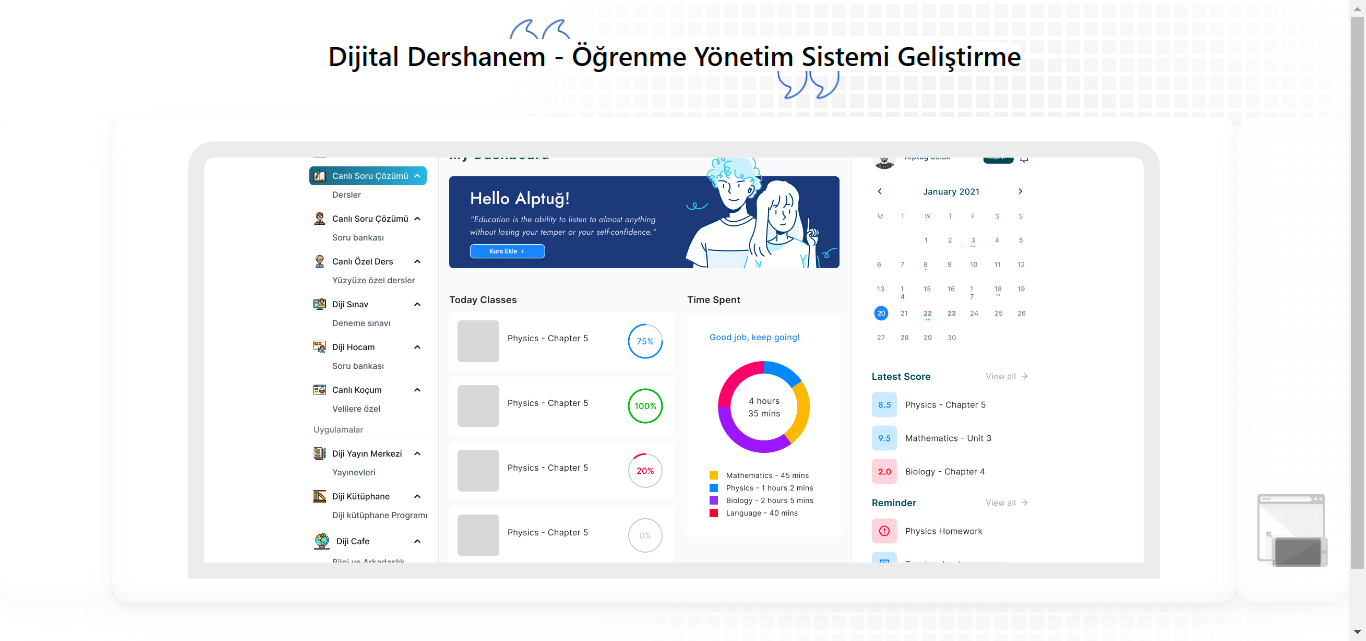 Dijital Dershanem - Öğrenme Yönetim Sistemi Geliştirme
My Dashboard
Canlı Soru Çözümü
Dersler
Canlı Soru Çözümü
Soru bankası
Canlı Özel Ders
Yüzyüze özel dersler
Diji Sınav
Deneme sınavı
Diji Hocam
Soru bankası
Canlı Koçum
Velilere özel
Uygulamalar
Diji Yayın Merkezi
Yayınevleri
Diji Kütüphane
Diji kütüphane Programı
Diji Cafe
Bilgi ve Arkadaşlık
Hello Alptuğ!
“Education is the ability to listen to almost anything
without losing your temper or your self-confidence.”
Kurs Ekle +
Today Classes
Physics - Chapter 5
75%
Physics - Chapter 5
100%
Physics - Chapter 5
20%
Physics - Chapter 5
0%
Time Spent
Good job, keep going!
4 hours
35 mins
Mathematics - 45 mins
Physics - 1 hours 2 mins
Biology - 2 hours 5 mins
Language - 40 mins
January 2021
M T W T F S S
1 2 3 4 5
6 7 8 9 10 11 12
13 14 15 16 17 18 19
20 21 22 23 24 25 26
27 28 29 30
Latest Score
View all
8.5 Physics - Chapter 5
9.5 Mathematics - Unit 3
2.0 Biology - Chapter 4
Reminder
View all
Physics Homework